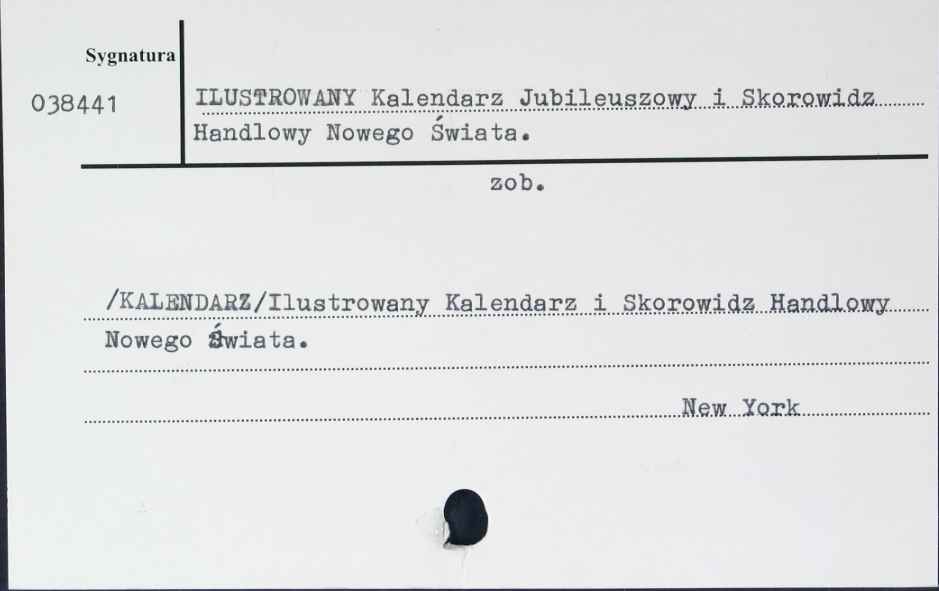 Sygnatura
038441
ILUSTROWANY Kalendarz Jubileuszowy i Skorowidz
Handlowy Nowego Świata.
zob.
/KALENDARZ/Ilustrowany Kalendarz i Skorowidz Handlowy
Nowego Świata.
New York